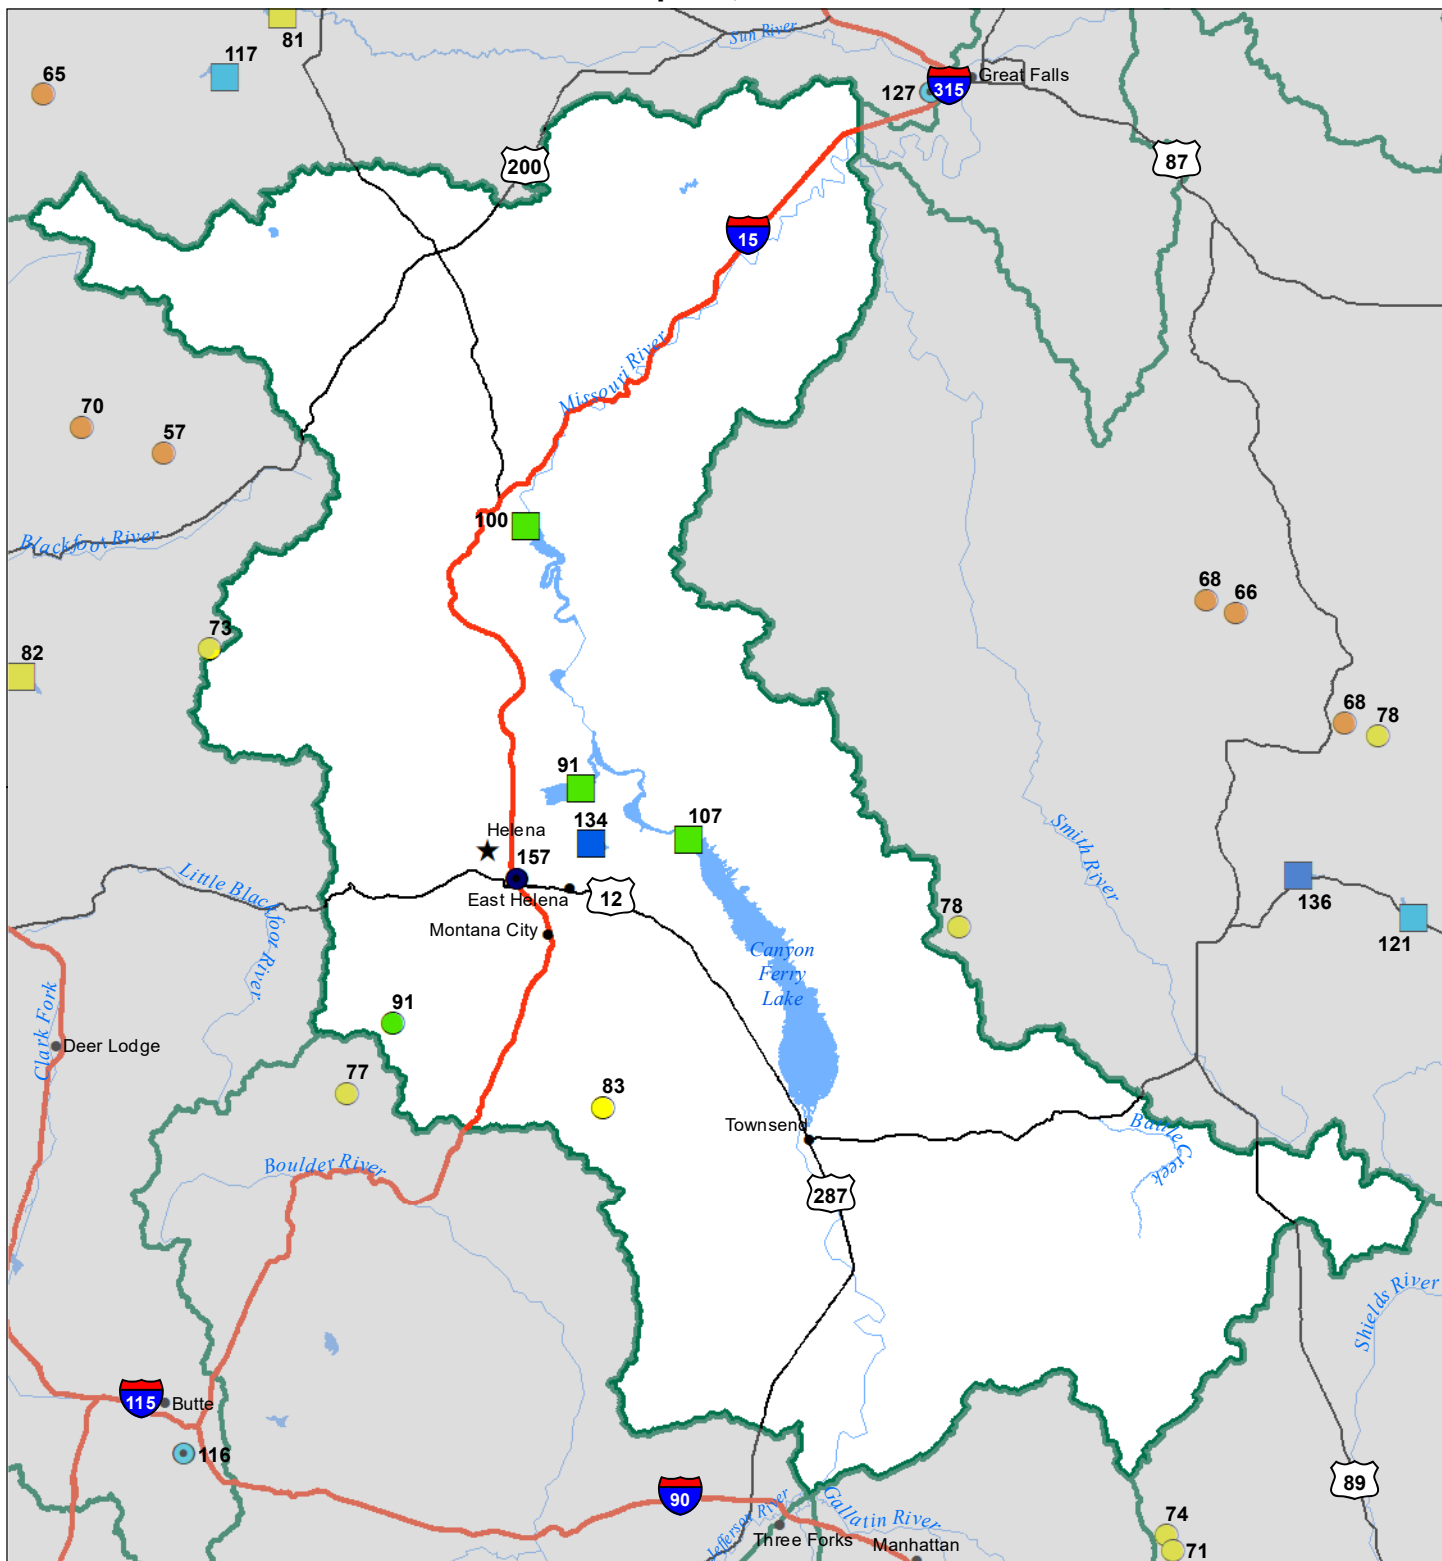 81
117
65
Sun River
Great Falls
127
315
200
87
15
Missouri River
70
57
100
Blackfoot River
68
66
73
82
68
78
91
107
134
Helena
157
Smith River
Little Blackfoot River
East Helena
12
136
Montana City
78
121
Canyon
Ferry
Lake
Clark Fork
91
Deer Lodge
77
83
Townsend
Battle Creek
Boulder River
287
Shields River
115
Butte
116
89
90
Jefferson River
Gallatin River
74
Three Forks
Manhattan
71